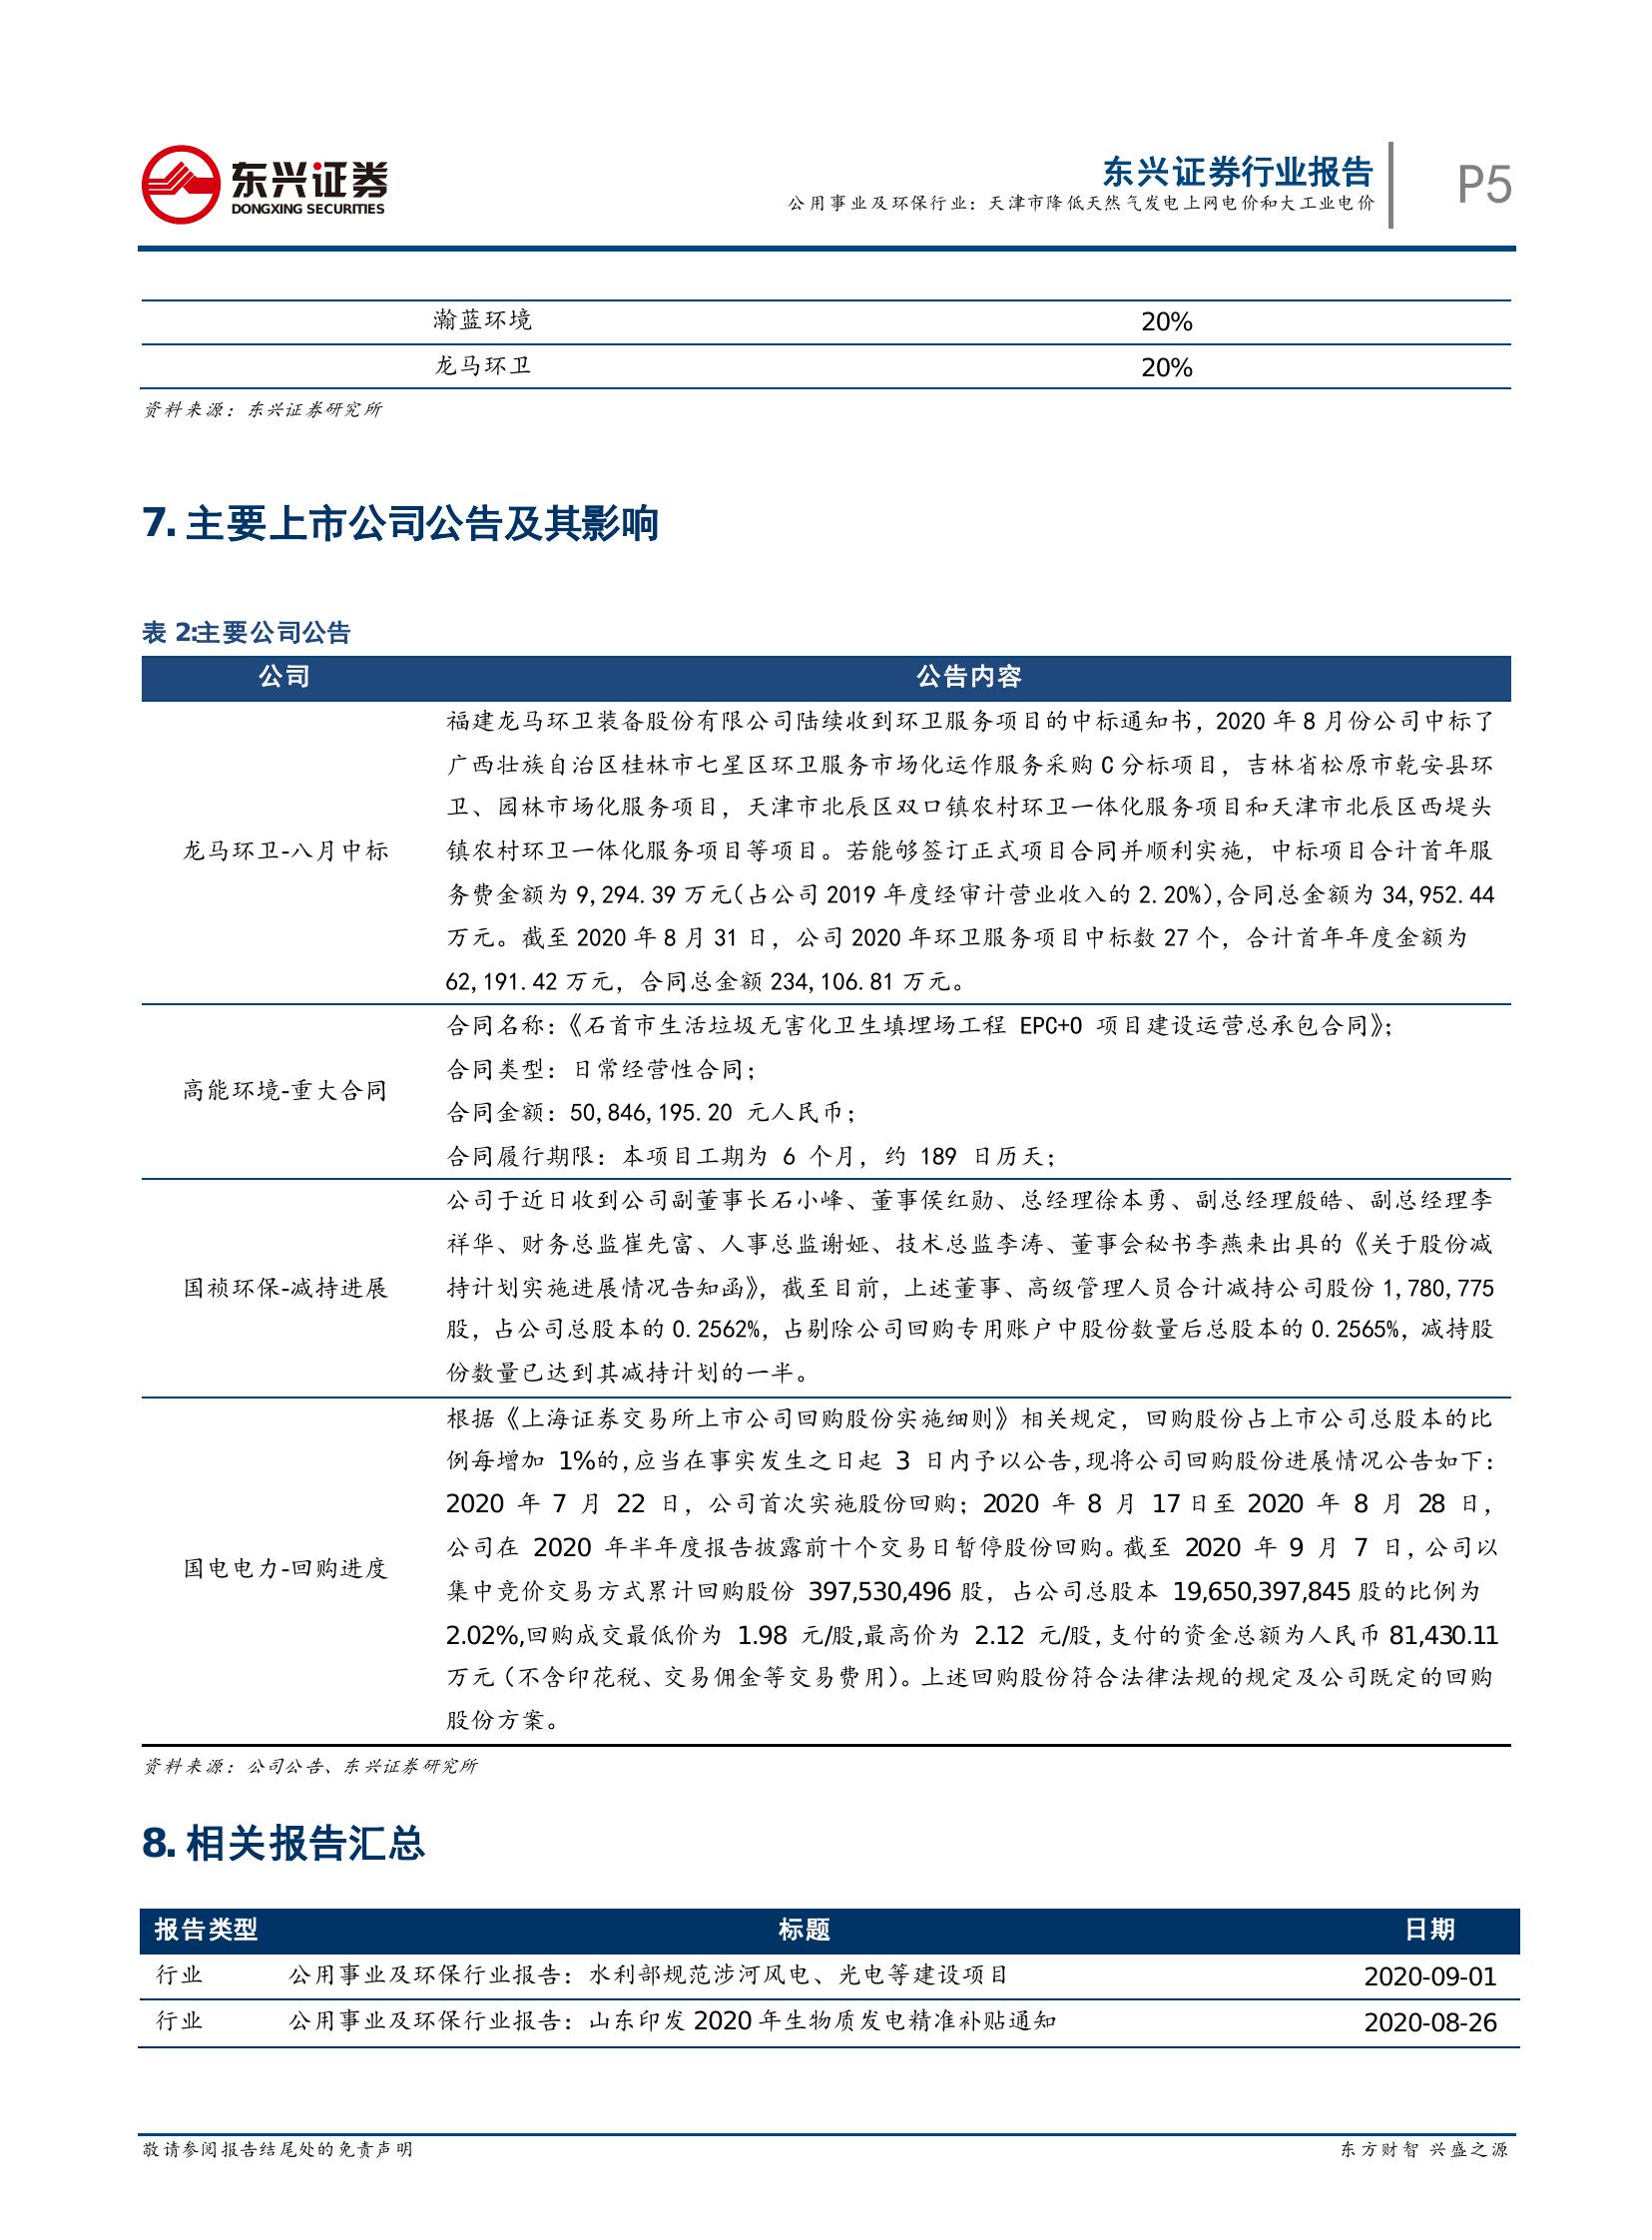 东兴证券
DONGXING SECURITIES
东兴证券行业报告
公用事业及环保行业：天津市降低天然气发电上网电价和大工业电价
P5
瀚蓝环境 20%
龙马环卫 20%
资料来源：东兴证券研究所
7. 主要上市公司公告及其影响
表 2:主要公司公告
公司 公告内容
龙马环卫-八月中标
福建龙马环卫装备股份有限公司陆续收到环卫服务项目的中标通知书，2020 年 8 月份公司中标了
广西壮族自治区桂林市七星区环卫服务市场化运作服务采购 C 分标项目，吉林省松原市乾安县环
卫、园林市场化服务项目，天津市北辰区双口镇农村环卫一体化服务项目和天津市北辰区西堤头
镇农村环卫一体化服务项目等项目。若能够签订正式项目合同并顺利实施，中标项目合计首年服
务费金额为 9,294.39 万元（占公司 2019 年度经审计营业收入的 2.20%），合同总金额为 34,952.44
万元。截至 2020 年 8 月 31 日，公司 2020 年环卫服务项目中标数 27 个，合计首年年度金额为
62,191.42 万元，合同总金额 234,106.81 万元。
高能环境-重大合同
合同名称：《石首市生活垃圾无害化卫生填埋场工程 EPC+O 项目建设运营总承包合同》；
合同类型：日常经营性合同；
合同金额：50,846,195.20 元人民币；
合同履行期限：本项目工期为 6 个月，约 189 日历天；
国祯环保-减持进展
公司于近日收到公司副董事长石小峰、董事侯红勋、总经理徐本勇、副总经理殷皓、副总经理李
祥华、财务总监崔先富、人事总监谢娅、技术总监李涛、董事会秘书李燕来出具的《关于股份减
持计划实施进展情况告知函》，截至目前，上述董事、高级管理人员合计减持公司股份 1,780,775
股，占公司总股本的 0.2562%，占剔除公司回购专用账户中股份数量后总股本的 0.2565%，减持股
份数量已达到其减持计划的一半。
国电电力-回购进度
根据《上海证券交易所上市公司回购股份实施细则》相关规定，回购股份占上市公司总股本的比
例每增加 1%的,应当在事实发生之日起 3 日内予以公告,现将公司回购股份进展情况公告如下：
2020 年 7 月 22 日，公司首次实施股份回购；2020 年 8 月 17 日至 2020 年 8 月 28 日，
公司在 2020 年半年度报告披露前十个交易日暂停股份回购。截至 2020 年 9 月 7 日，公司以
集中竞价交易方式累计回购股份 397,530,496 股，占公司总股本 19,650,397,845 股的比例为
2.02%,回购成交最低价为 1.98 元/股,最高价为 2.12 元/股，支付的资金总额为人民币 81,430.11
万元（不含印花税、交易佣金等交易费用）。上述回购股份符合法律法规的规定及公司既定的回购
股份方案。
资料来源：公司公告、东兴证券研究所
8. 相关报告汇总
报告类型 标题 日期
行业 公用事业及环保行业报告：水利部规范涉河风电、光电等建设项目 2020-09-01
行业 公用事业及环保行业报告：山东印发 2020 年生物质发电精准补贴通知 2020-08-26
敬请参阅报告结尾处的免责声明
东方财智 兴盛之源